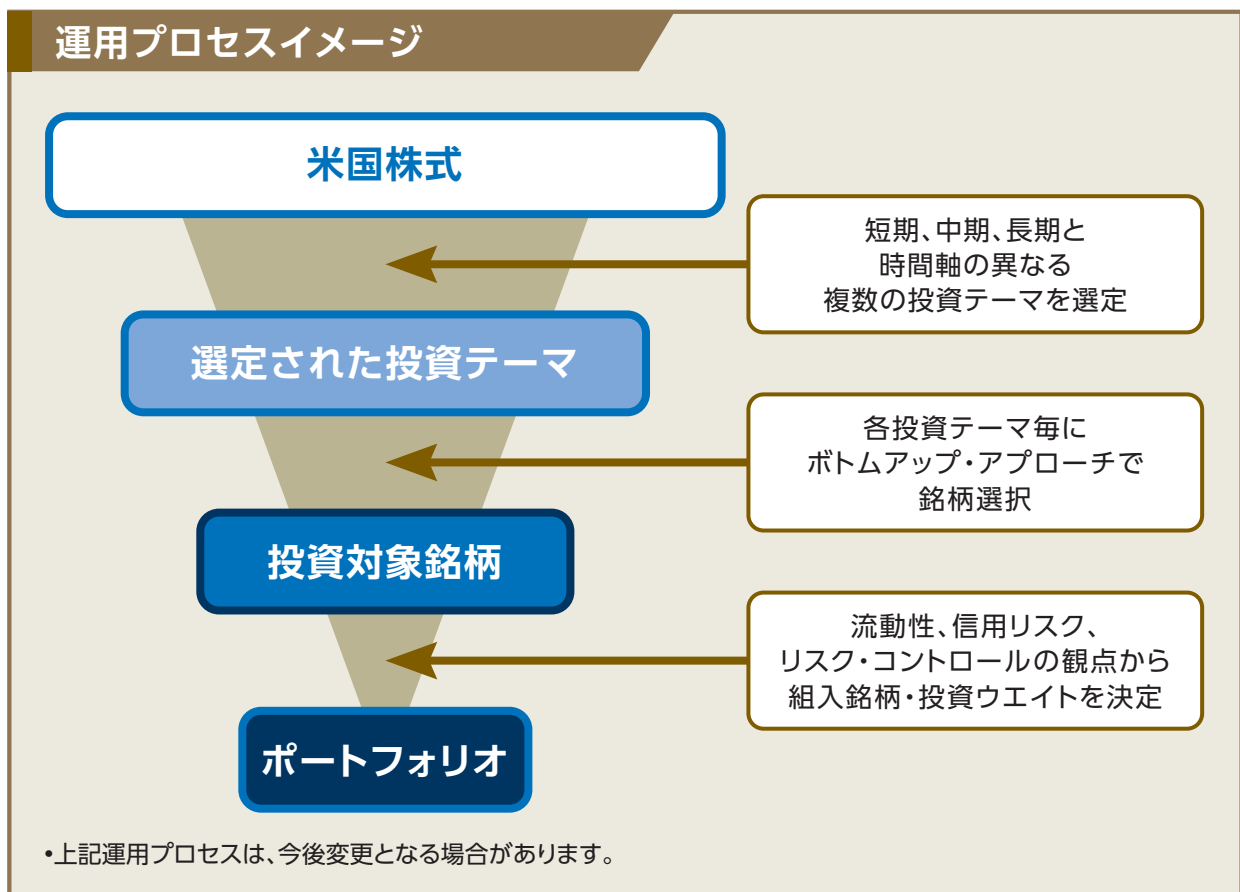 運用プロセスイメージ
米国株式
短期、中期、長期と
時間軸の異なる
複数の投資テーマを選定
選定された投資テーマ
各投資テーマ毎に
ボトムアップ・アプローチで
銘柄選択
投資対象銘柄
流動性、信用リスク、
リスク・コントロールの観点から
組入銘柄・投資ウエイトを決定
ポートフォリオ
•上記運用プロセスは、今後変更となる場合があります。